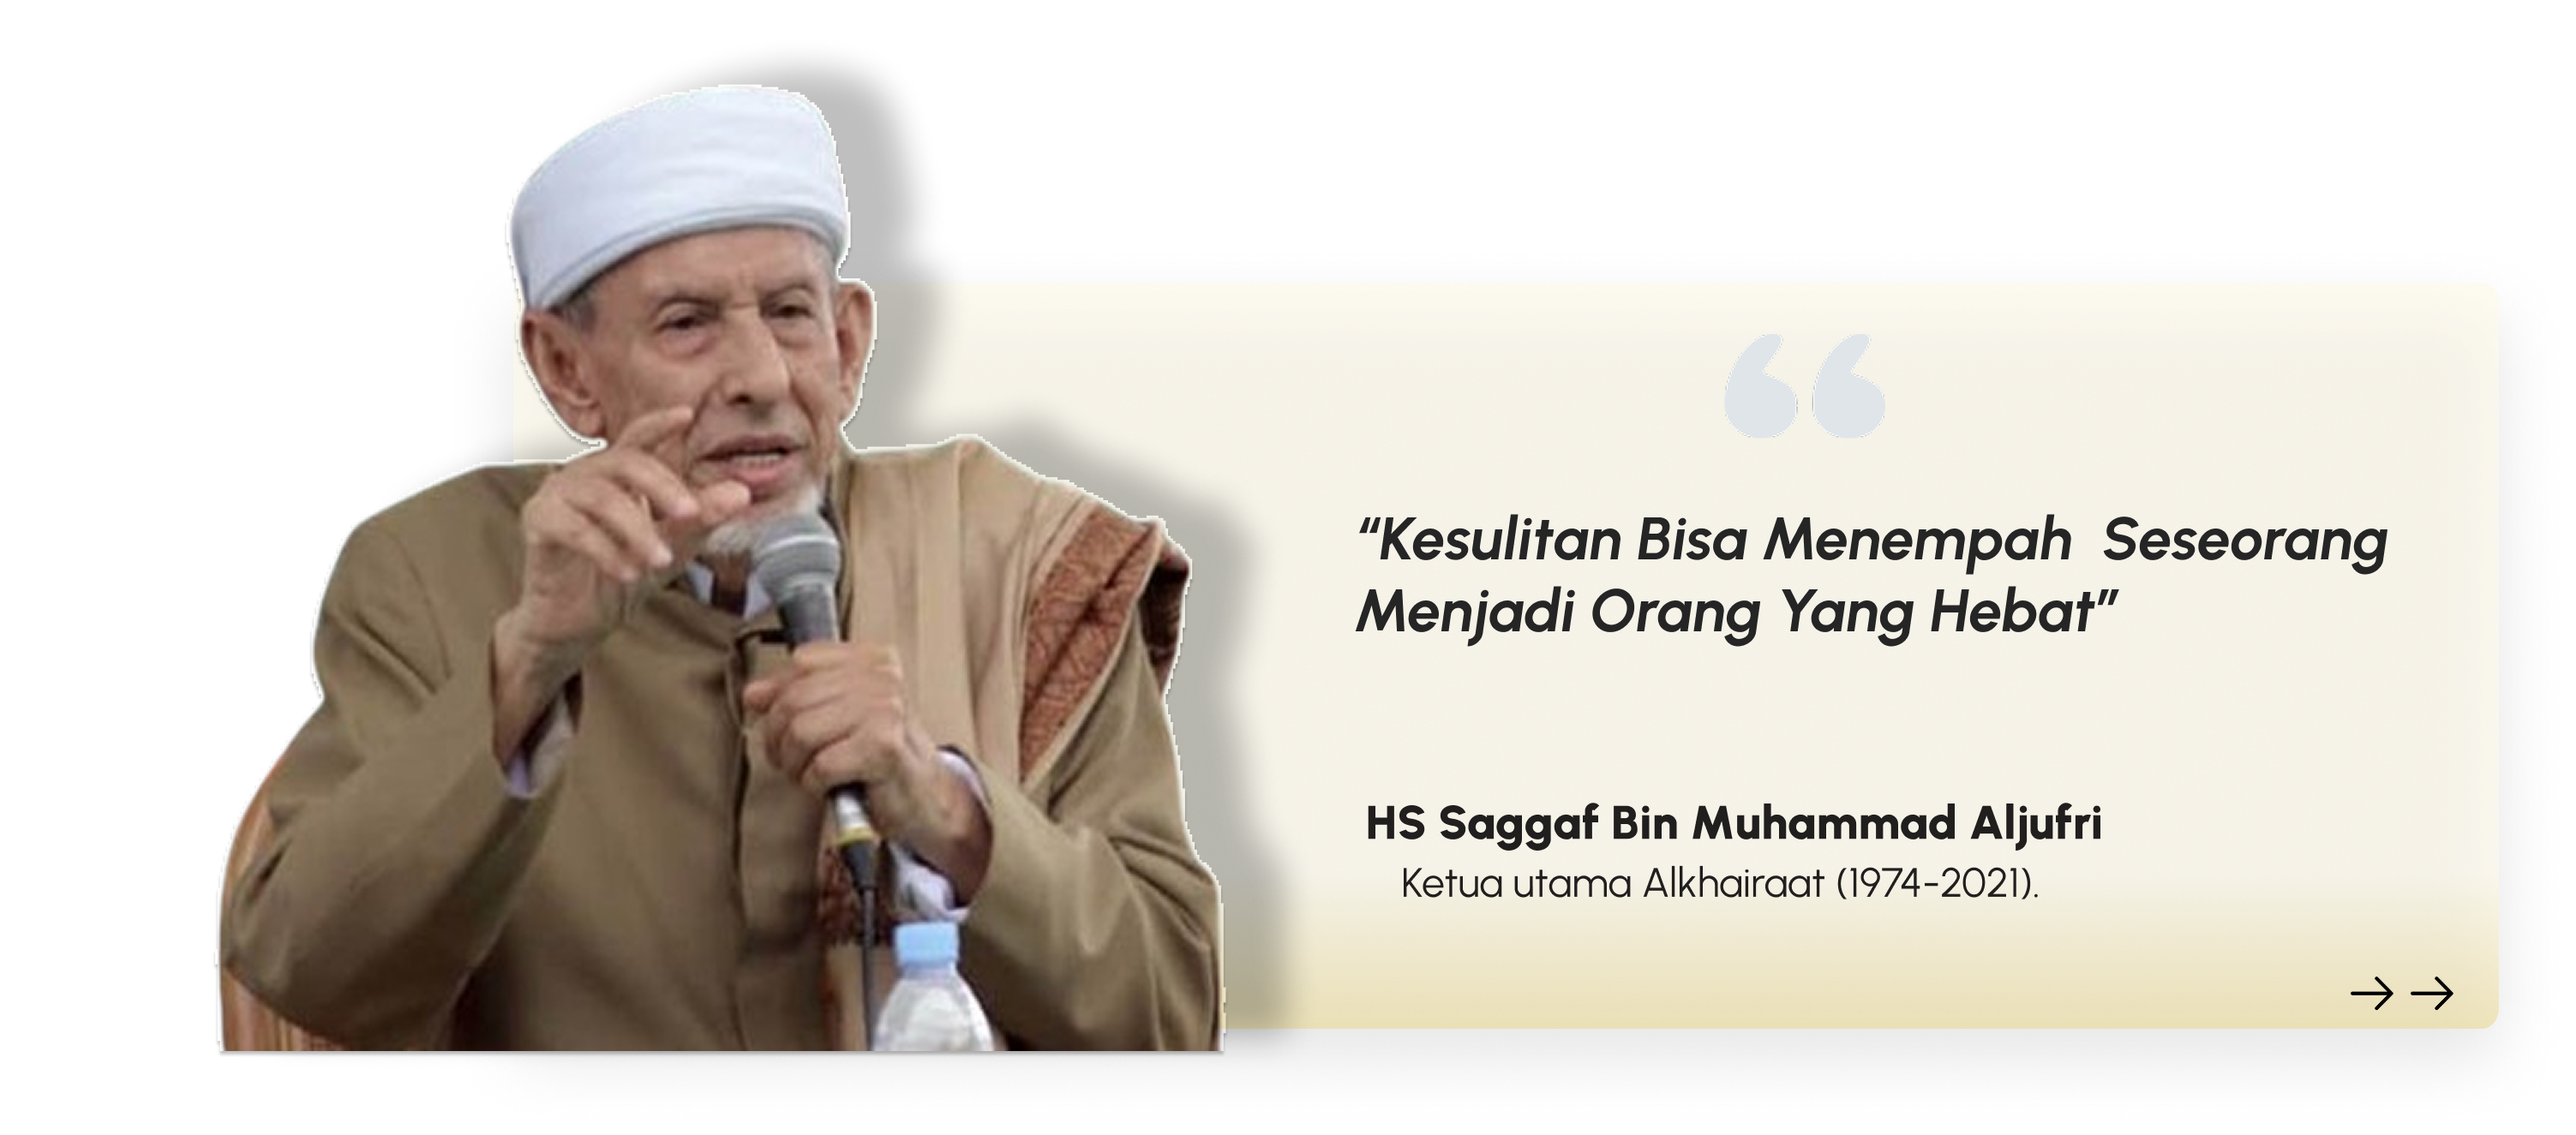 “Kesulitan Bisa Menempah  Seseorang
Menjadi Orang Yang Hebat”
HS Saggaf Bin Muhammad Aljufri
Ketua utama Alkhairaat (1974-2021).